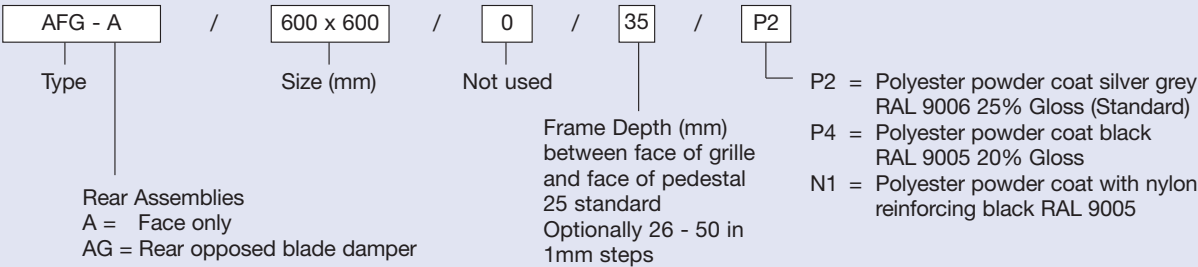 AFG - A / 600 x 600 / 0 / 35 / P2
Type
Size (mm)
Not used
Rear Assemblies
A = Face only
AG = Rear opposed blade damper
Frame Depth (mm)
between face of grille
and face of pedestal
25 standard
Optionally 26 - 50 in
1mm steps
P2 = Polyester powder coat silver grey
RAL 9006 25% Gloss (Standard)
P4 = Polyester powder coat black
RAL 9005 20% Gloss
N1 = Polyester powder coat with nylon
reinforcing black RAL 9005